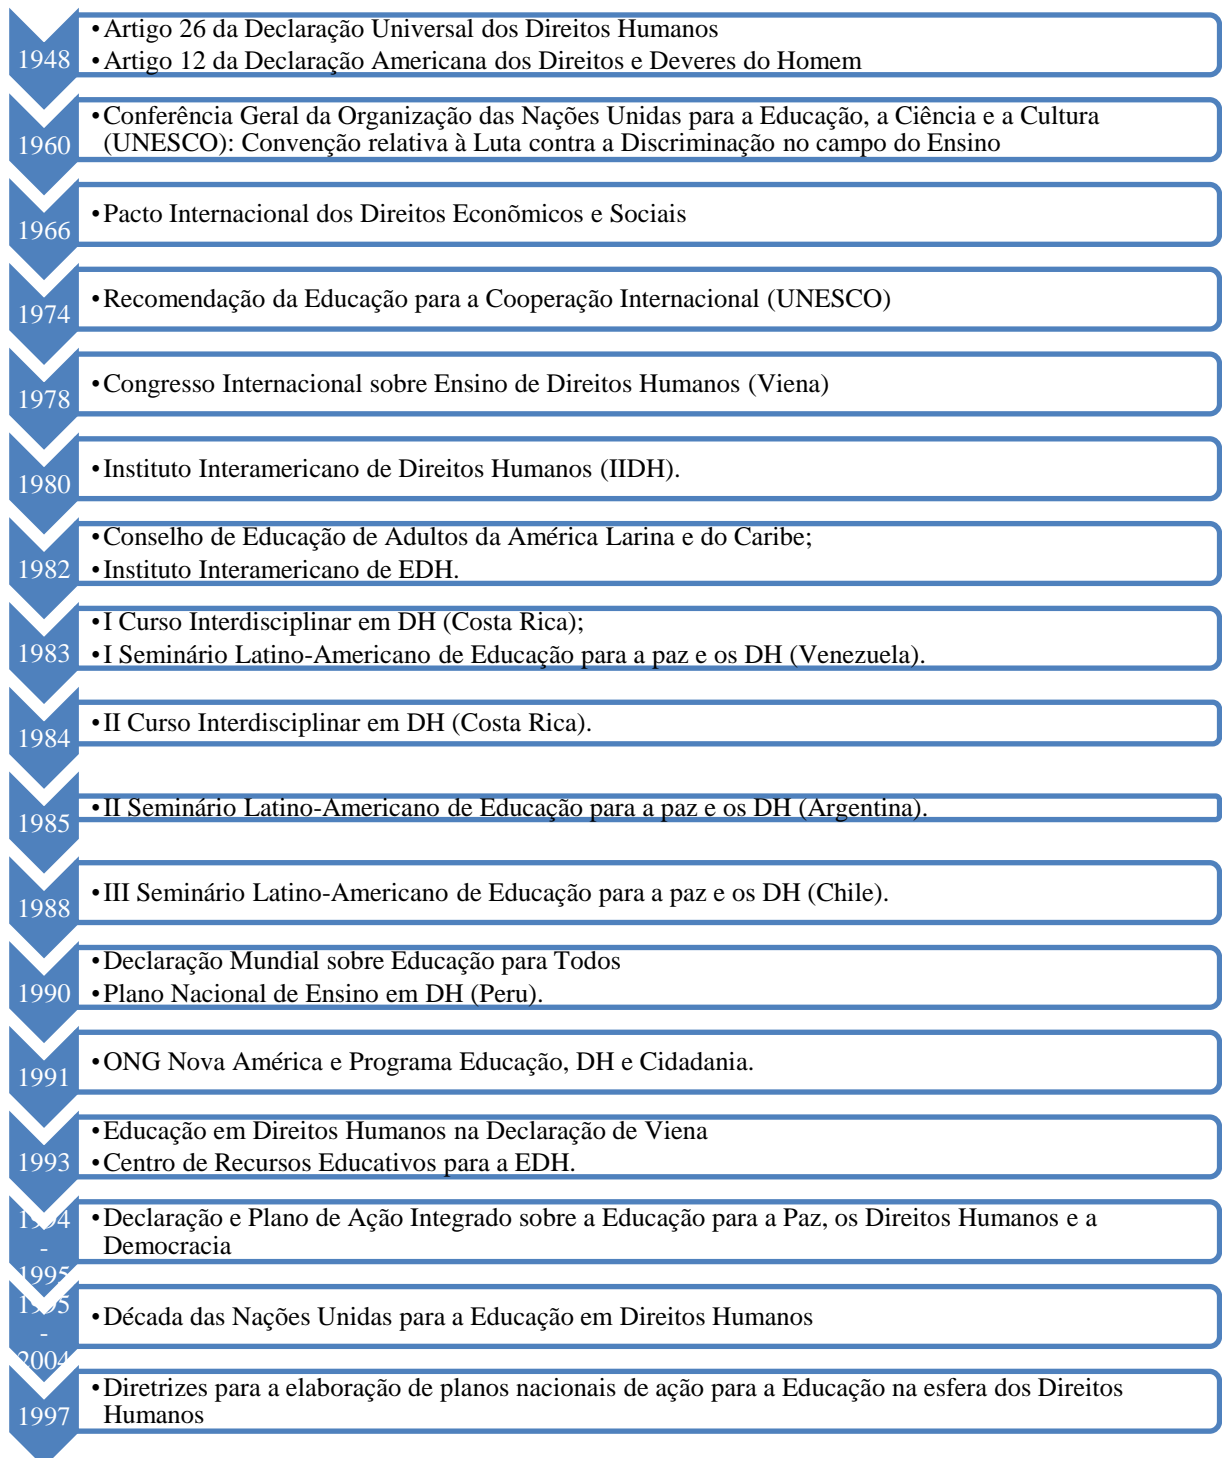 1948
•Artigo 26 da Declaração Universal dos Direitos Humanos
•Artigo 12 da Declaração Americana dos Direitos e Deveres do Homem
1960
•Conferência Geral da Organização das Nações Unidas para a Educação, a Ciência e a Cultura
(UNESCO): Convenção relativa à Luta contra a Discriminação no campo do Ensino
1966
•Pacto Internacional dos Direitos Econõmicos e Sociais
1974
•Recomendação da Educação para a Cooperação Internacional (UNESCO)
1978
•Congresso Internacional sobre Ensino de Direitos Humanos (Viena)
1980
•Instituto Interamericano de Direitos Humanos (IIDH).
1982
•Conselho de Educação de Adultos da América Larina e do Caribe;
•Instituto Interamericano de EDH.
1983
•I Curso Interdisciplinar em DH (Costa Rica);
•I Seminário Latino-Americano de Educação para a paz e os DH (Venezuela).
1984
•II Curso Interdisciplinar em DH (Costa Rica).
1985
•II Seminário Latino-Americano de Educação para a paz e os DH (Argentina).
1988
•III Seminário Latino-Americano de Educação para a paz e os DH (Chile).
1990
•Declaração Mundial sobre Educação para Todos
•Plano Nacional de Ensino em DH (Peru).
1991
•ONG Nova América e Programa Educação, DH e Cidadania.
1993
•Educação em Direitos Humanos na Declaração de Viena
•Centro de Recursos Educativos para a EDH.
1994
-
1995
•Declaração e Plano de Ação Integrado sobre a Educação para a Paz, os Direitos Humanos e a
Democracia
1995
-
2004
•Década das Nações Unidas para a Educação em Direitos Humanos
1997
•Diretrizes para a elaboração de planos nacionais de ação para a Educação na esfera dos Direitos
Humanos